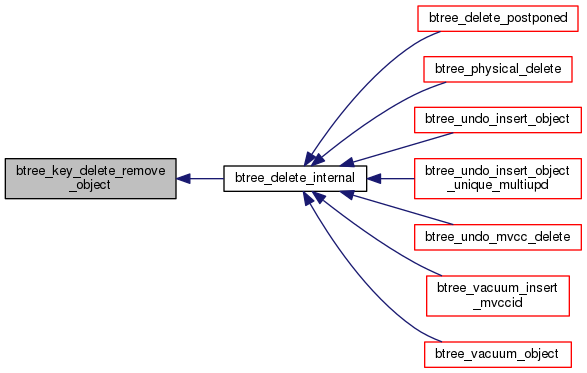 btree_delete_postponed
btree_physical_delete
btree_undo_insert_object
btree_key_delete_remove
_object
btree_delete_internal
btree_undo_insert_object
_unique_multiupd
btree_undo_mvcc_delete
btree_vacuum_insert
_mvccid
btree_vacuum_object